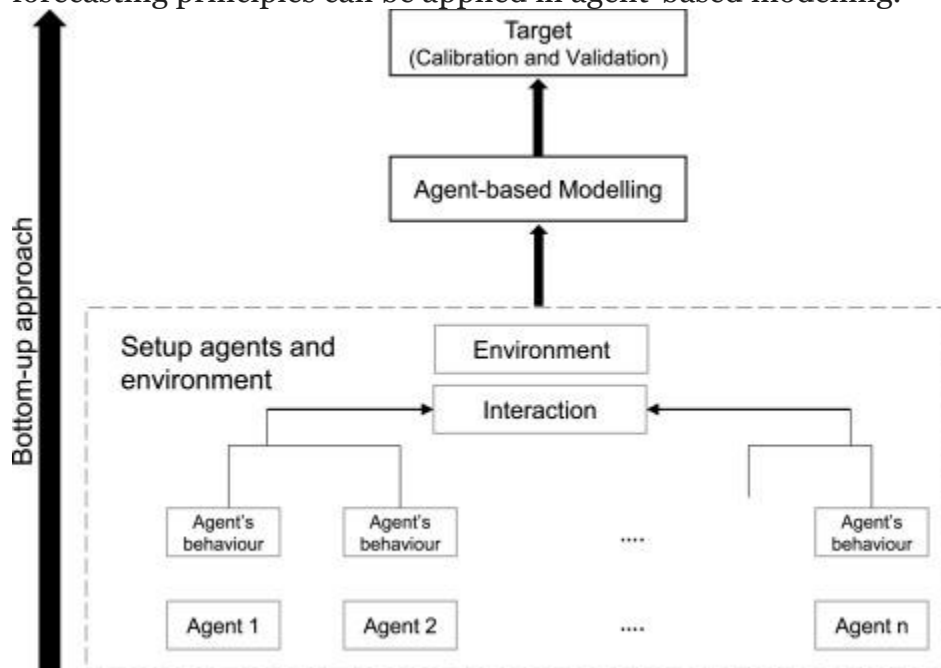 forecasting principles can be applied in agent-based modelling.
Target
(Calibration and Validation)
Agent-based Modelling
Bottom-up approach
Setup agents and
environment
Environment
Interaction
Agent's
behaviour
Agent's
behaviour
....
Agent's
behaviour
Agent 1
Agent 2
....
Agent n